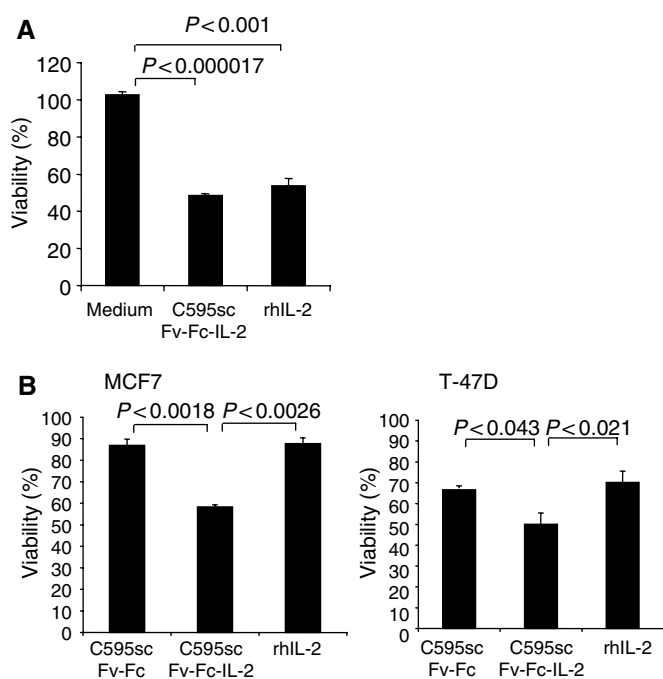 A
P<0.001
P<0.000017
120
100
80
60
40
20
0
Viability (%)
Medium
C595sc
Fv-Fc-IL-2
rhIL-2
B
MCF7
P<0.0018
P<0.0026
100
90
80
70
60
50
40
30
20
10
0
Viability (%)
C595sc
Fv-Fc
C595sc
Fv-Fc-IL-2
rhIL-2
T-47D
P<0.043
P<0.021
100
90
80
70
60
50
40
30
20
10
0
Viability (%)
C595sc
Fv-Fc
C595sc
Fv-Fc-IL-2
rhIL-2